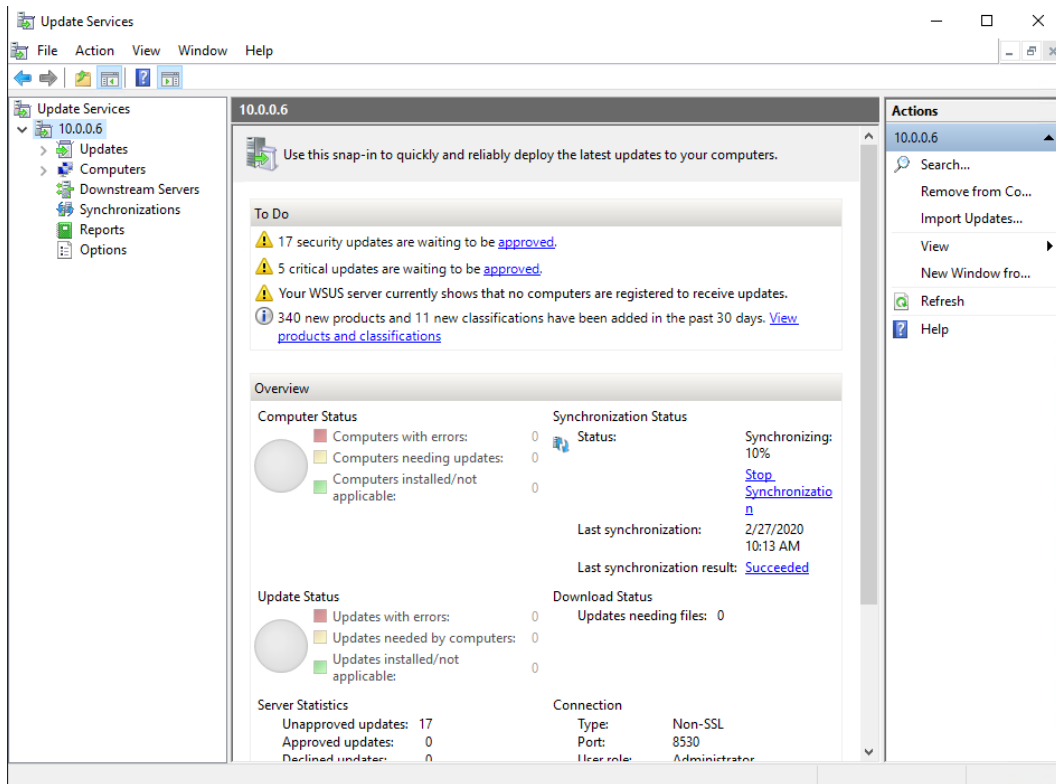 Update Services
File Action View Window Help
Update Services
10.0.0.6
Updates
Computers
Downstream Servers
Synchronizations
Reports
Options
10.0.0.6
Use this snap-in to quickly and reliably deploy the latest updates to your computers.
To Do
17 security updates are waiting to be approved.
5 critical updates are waiting to be approved.
Your WSUS server currently shows that no computers are registered to receive updates.
340 new products and 11 new classifications have been added in the past 30 days. View
products and classifications
Overview
Computer Status
Computers with errors: 0
Computers needing updates: 0
Computers installed/not
applicable: 0
Synchronization Status
Status: Synchronizing:
10%
Stop
Synchronizatio
n
Last synchronization: 2/27/2020
10:13 AM
Last synchronization result: Succeeded
Update Status
Updates with errors: 0
Updates needed by computers: 0
Updates installed/not
applicable: 0
Download Status
Updates needing files: 0
Server Statistics
Unapproved updates: 17
Approved updates: 0
Declined updates: 0
Connection
Type: Non-SSL
Port: 8530
User role: Administrator
Actions
10.0.0.6
Search...
Remove from Co...
Import Updates...
View
New Window fro...
Refresh
Help